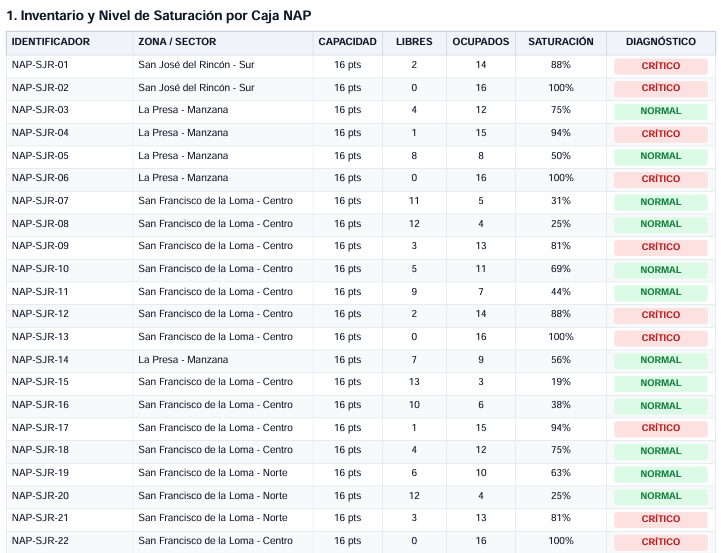 1. Inventario y Nivel de Saturación por Caja NAP
IDENTIFICADOR ZONA / SECTOR CAPACIDAD LIBRES OCUPADOS SATURACIÓN DIAGNÓSTICO
NAP-SJR-01 San José del Rincón - Sur 16 pts 2 14 88% CRÍTICO
NAP-SJR-02 San José del Rincón - Sur 16 pts 0 16 100% CRÍTICO
NAP-SJR-03 La Presa - Manzana 16 pts 4 12 75% NORMAL
NAP-SJR-04 La Presa - Manzana 16 pts 1 15 94% CRÍTICO
NAP-SJR-05 La Presa - Manzana 16 pts 8 8 50% NORMAL
NAP-SJR-06 La Presa - Manzana 16 pts 0 16 100% CRÍTICO
NAP-SJR-07 San Francisco de la Loma - Centro 16 pts 11 5 31% NORMAL
NAP-SJR-08 San Francisco de la Loma - Centro 16 pts 12 4 25% NORMAL
NAP-SJR-09 San Francisco de la Loma - Centro 16 pts 3 13 81% CRÍTICO
NAP-SJR-10 San Francisco de la Loma - Centro 16 pts 5 11 69% NORMAL
NAP-SJR-11 San Francisco de la Loma - Centro 16 pts 9 7 44% NORMAL
NAP-SJR-12 San Francisco de la Loma - Centro 16 pts 2 14 88% CRÍTICO
NAP-SJR-13 San Francisco de la Loma - Centro 16 pts 0 16 100% CRÍTICO
NAP-SJR-14 La Presa - Manzana 16 pts 7 9 56% NORMAL
NAP-SJR-15 San Francisco de la Loma - Centro 16 pts 13 3 19% NORMAL
NAP-SJR-16 San Francisco de la Loma - Centro 16 pts 10 6 38% NORMAL
NAP-SJR-17 San Francisco de la Loma - Centro 16 pts 1 15 94% CRÍTICO
NAP-SJR-18 San Francisco de la Loma - Centro 16 pts 4 12 75% NORMAL
NAP-SJR-19 San Francisco de la Loma - Norte 16 pts 6 10 63% NORMAL
NAP-SJR-20 San Francisco de la Loma - Norte 16 pts 12 4 25% NORMAL
NAP-SJR-21 San Francisco de la Loma - Norte 16 pts 3 13 81% CRÍTICO
NAP-SJR-22 San Francisco de la Loma - Centro 16 pts 0 16 100% CRÍTICO